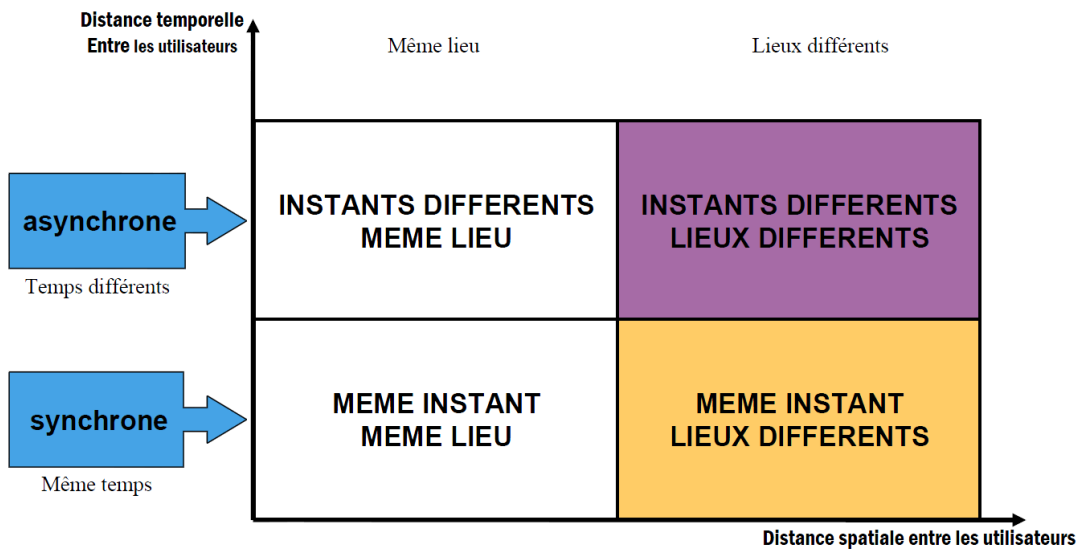 Distance temporelle
Entre les utilisateurs
Même lieu
Lieux différents
asynchrone
Temps différents
INSTANTS DIFFERENTS
MEME LIEU
INSTANTS DIFFERENTS
LIEUX DIFFERENTS
synchrone
Même temps
MEME INSTANT
MEME LIEU
MEME INSTANT
LIEUX DIFFERENTS
Distance spatiale entre les utilisateurs